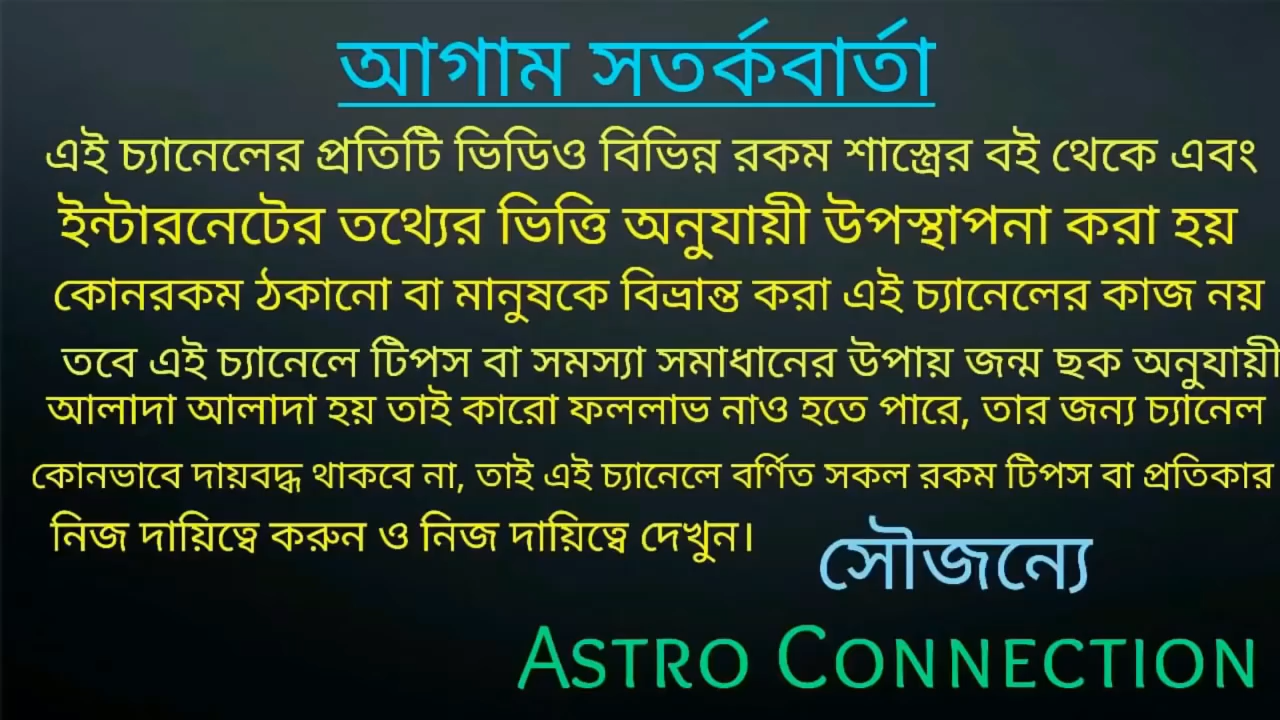 আগাম সতর্কবার্তা
এই চ্যানেলের প্রতিটি ভিডিও বিভিন্ন রকম শাস্ত্রের বই থেকে এবং
ইন্টারনেটের তথ্যের ভিত্তি অনুযায়ী উপস্থাপনা করা হয়
কোনরকম ঠকানো বা মানুষকে বিভ্রান্ত করা এই চ্যানেলের কাজ নয়
তবে এই চ্যানেলে টিপস বা সমস্যা সমাধানের উপায় জন্ম ছক অনুযায়ী
আলাদা আলাদা হয় তাই কারো ফললাভ নাও হতে পারে, তার জন্য চ্যানেল
কোনভাবে দায়বদ্ধ থাকবে না, তাই এই চ্যানেলে বর্ণিত সকল রকম টিপস বা প্রতিকার
নিজ দায়িত্বে করুন ও নিজ দায়িত্বে দেখুন।
সৌজন্যে
ASTRO CONNECTION